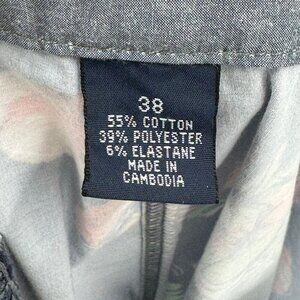 38
55% COTTON
39% POLYESTER
6% ELASTANE
MADE IN
CAMBODIA